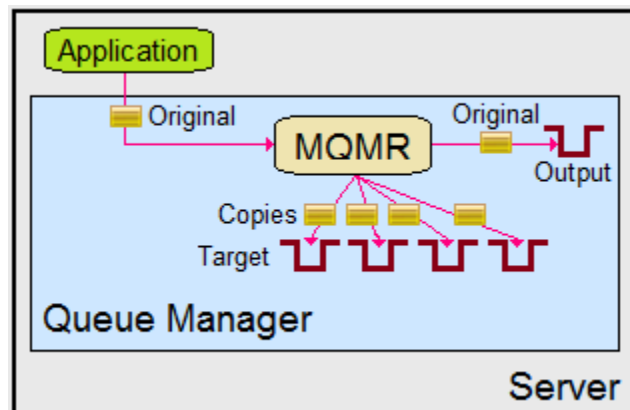 Application
Original
Original
MQMR
Output
Copies
Target
Queue Manager
Server